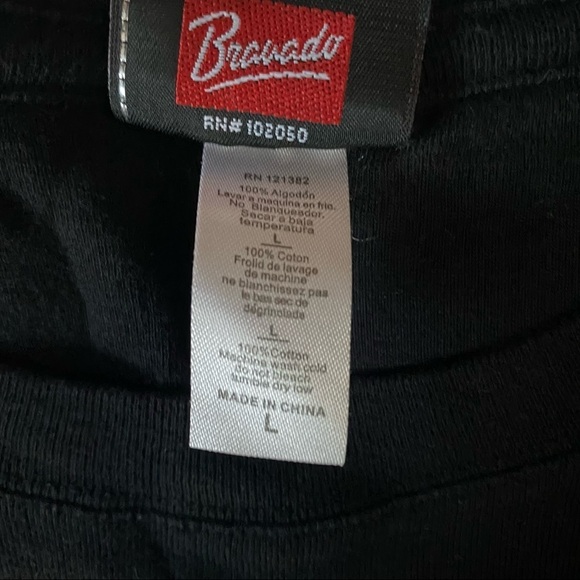 Bravado
RN# 102050
RN 121382
100% Algodón
Lavar a maquina en frio.
No Blanqueador.
Secar a baja
temperatura
L
100% Coton
Frolid de lavage
de machine
ne blanchissez pas
le bas sec de
dégrinolade
L
100% Cotton
Machine wash cold
do not bleach
tumble dry low
MADE IN CHINA
L